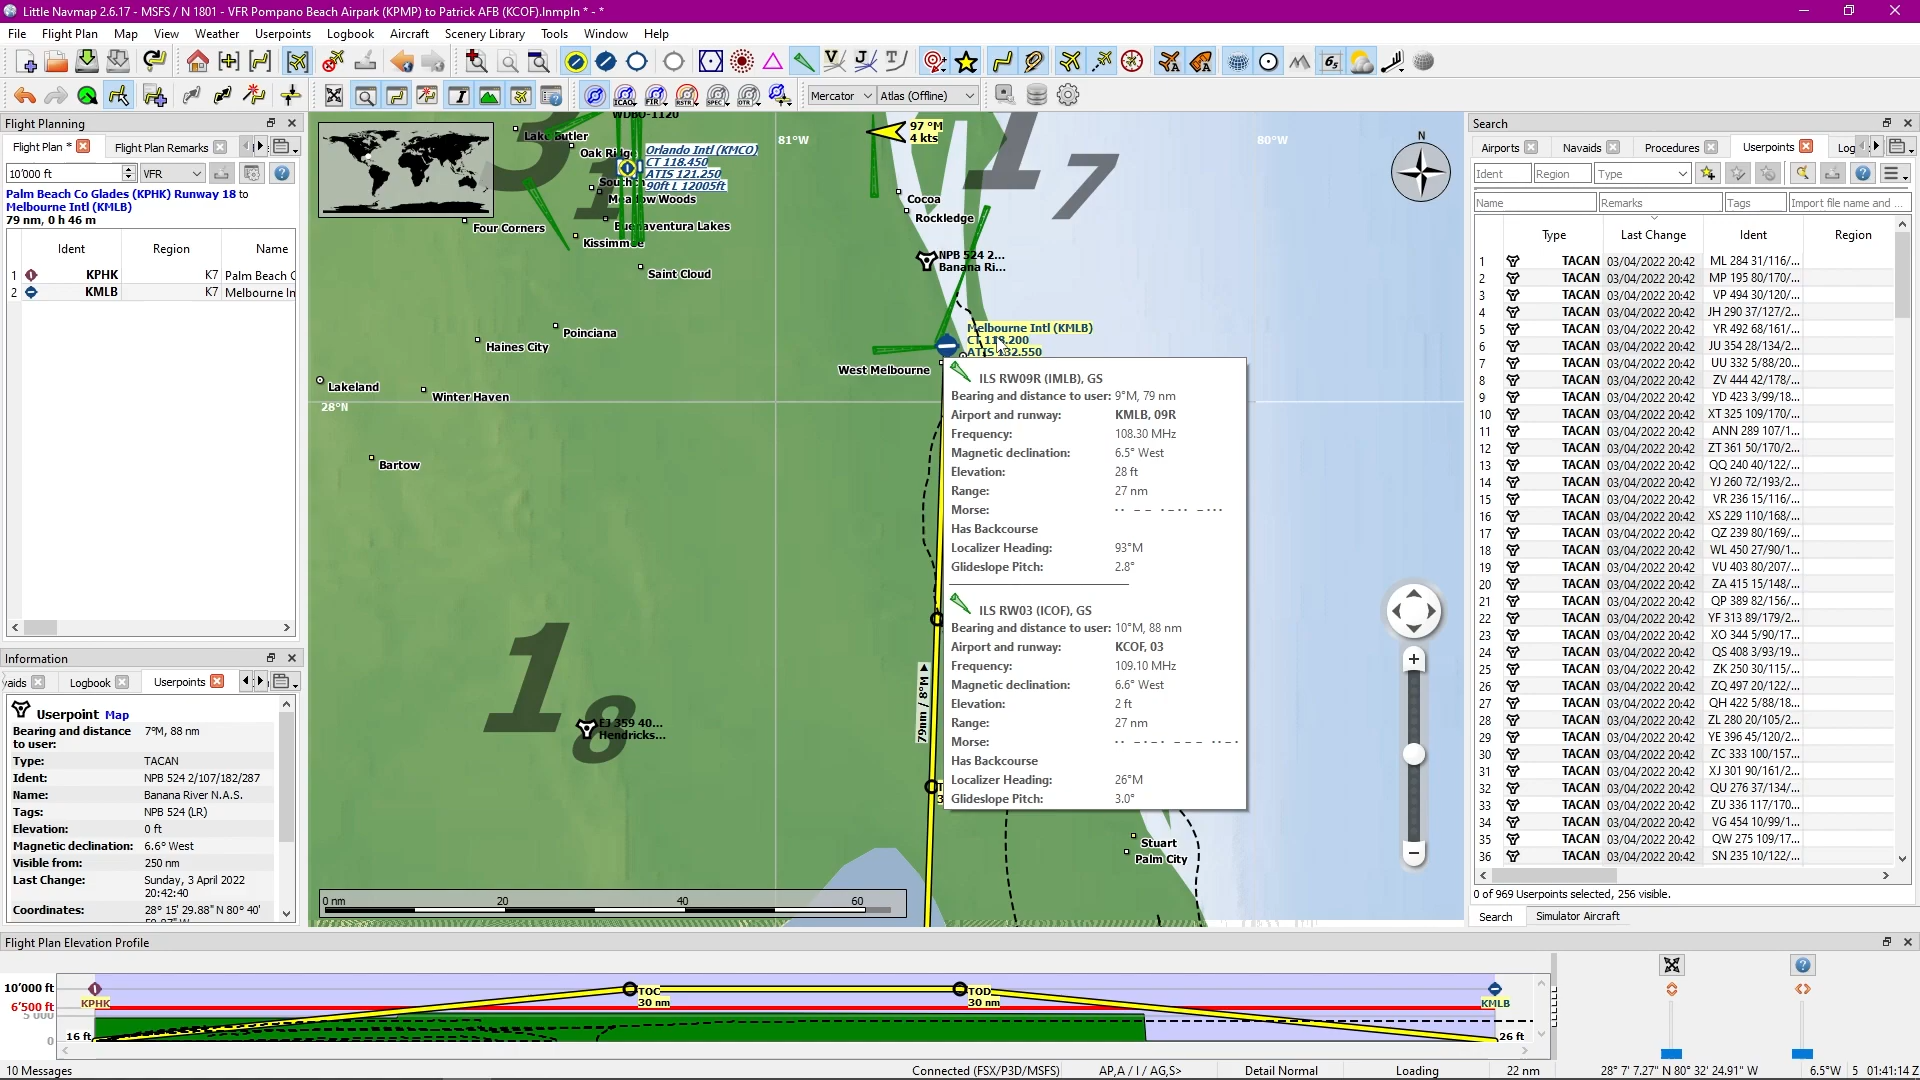 Little Navmap 2.6.17 - MSFS / N 1801 - VFR Pompano Beach Airpark (KPMP) to Patrick AFB (KCOF).lnmpln * - *
File Flight Plan Map View Weather Userpoints Logbook Aircraft Scenery Library Tools Window Help
Mercator Atlas (Offline)
Flight Planning
Flight Plan * Flight Plan Remarks
10'000 ft VFR
Palm Beach Co Glades (KPHK) Runway 18 to
Melbourne Intl (KMLB)
79 nm, 0 h 46 m
Ident Region Name
1 KPHK K7 Palm Beach C
2 KMLB K7 Melbourne In
Information
vaids Logbook Userpoints
Userpoint Map
Bearing and distance to user: 7°M, 88 nm
Type: TACAN
Ident: NPB 524 2/107/182/287
Name: Banana River N.A.S.
Tags: NPB 524 (LR)
Elevation: 0 ft
Magnetic declination: 6.6° West
Visible from: 250 nm
Last Change: Sunday, 3 April 2022 20:42:40
Coordinates: 28° 15' 29.88" N 80° 40'
WDBO-1120
Lake Butler
Oak Ridge
Orlando Intl (KMCO)
CT 118.450
ATIS 121.250
90ft L 12005ft
Meadow Woods
Four Corners
Buenaventura Lakes
Kissimmee
Saint Cloud
81°W
97 °M
4 kts
80°W
N
17
Cocoa
Rockledge
NPB 524 2...
Banana Ri...
Poinciana
Haines City
Lakeland
28°N
Winter Haven
Bartow
West Melbourne
Melbourne Intl (KMLB)
CT 118.200
ATIS 132.550
ILS RW09R (IMLB), GS
Bearing and distance to user: 9°M, 79 nm
Airport and runway: KMLB, 09R
Frequency: 108.30 MHz
Magnetic declination: 6.5° West
Elevation: 28 ft
Range: 27 nm
Morse: ·· – – ·–·· –···
Has Backcourse
Localizer Heading: 93°M
Glideslope Pitch: 2.8°
ILS RW03 (ICOF), GS
Bearing and distance to user: 10°M, 88 nm
Airport and runway: KCOF, 03
Frequency: 109.10 MHz
Magnetic declination: 6.6° West
Elevation: 2 ft
Range: 27 nm
Morse: ·· –·–· – – – ··–·
Has Backcourse
Localizer Heading: 26°M
Glideslope Pitch: 3.0°
18
EJ 359 40...
Hendricks...
79nm / 8°M
Stuart
Palm City
0 nm 20 40 60
Search
Airports Navaids Procedures Userpoints Log
Ident Region Type
Name Remarks Tags Import file name and ...
Type Last Change Ident Region
1 TACAN 03/04/2022 20:42 ML 284 31/116/...
2 TACAN 03/04/2022 20:42 MP 195 80/170/...
3 TACAN 03/04/2022 20:42 VP 494 30/120/...
4 TACAN 03/04/2022 20:42 JH 290 37/127/2...
5 TACAN 03/04/2022 20:42 YR 492 68/161/...
6 TACAN 03/04/2022 20:42 JU 354 28/134/2...
7 TACAN 03/04/2022 20:42 UU 332 5/88/20...
8 TACAN 03/04/2022 20:42 ZV 444 42/178/...
9 TACAN 03/04/2022 20:42 YD 423 3/99/18...
10 TACAN 03/04/2022 20:42 XT 325 109/170/...
11 TACAN 03/04/2022 20:42 ANN 289 107/1...
12 TACAN 03/04/2022 20:42 ZT 361 50/170/2...
13 TACAN 03/04/2022 20:42 QQ 240 40/122/...
14 TACAN 03/04/2022 20:42 YJ 260 72/193/2...
15 TACAN 03/04/2022 20:42 VR 236 15/116/...
16 TACAN 03/04/2022 20:42 XS 229 110/168/...
17 TACAN 03/04/2022 20:42 QZ 239 80/169/...
18 TACAN 03/04/2022 20:42 WL 450 27/90/1...
19 TACAN 03/04/2022 20:42 VU 403 80/207/...
20 TACAN 03/04/2022 20:42 ZA 415 15/148/...
21 TACAN 03/04/2022 20:42 QP 389 82/156/...
22 TACAN 03/04/2022 20:42 YF 313 89/179/2...
23 TACAN 03/04/2022 20:42 XO 344 5/90/17...
24 TACAN 03/04/2022 20:42 QS 408 3/93/19...
25 TACAN 03/04/2022 20:42 ZK 250 30/115/...
26 TACAN 03/04/2022 20:42 ZQ 497 20/122/...
27 TACAN 03/04/2022 20:42 QH 422 5/88/18...
28 TACAN 03/04/2022 20:42 ZL 280 20/105/2...
29 TACAN 03/04/2022 20:42 YE 396 45/120/2...
30 TACAN 03/04/2022 20:42 ZC 333 100/157...
31 TACAN 03/04/2022 20:42 XJ 301 90/161/2...
32 TACAN 03/04/2022 20:42 QU 276 37/134/...
33 TACAN 03/04/2022 20:42 ZU 336 117/170...
34 TACAN 03/04/2022 20:42 VG 454 10/99/1...
35 TACAN 03/04/2022 20:42 QW 275 109/17...
36 TACAN 03/04/2022 20:42 SN 235 10/122/...
0 of 969 Userpoints selected, 256 visible.
Search Simulator Aircraft
Flight Plan Elevation Profile
10'000 ft
6'500 ft
5'000
0
16 ft
KPHK
TOC
30 nm
TOD
30 nm
KMLB
26 ft
10 Messages Connected (FSX/P3D/MSFS) AP,A / I / AG,S> Detail Normal Loading 22 nm 28° 7' 7.27" N 80° 32' 24.91" W 6.5°W 5 01:41:14 Z